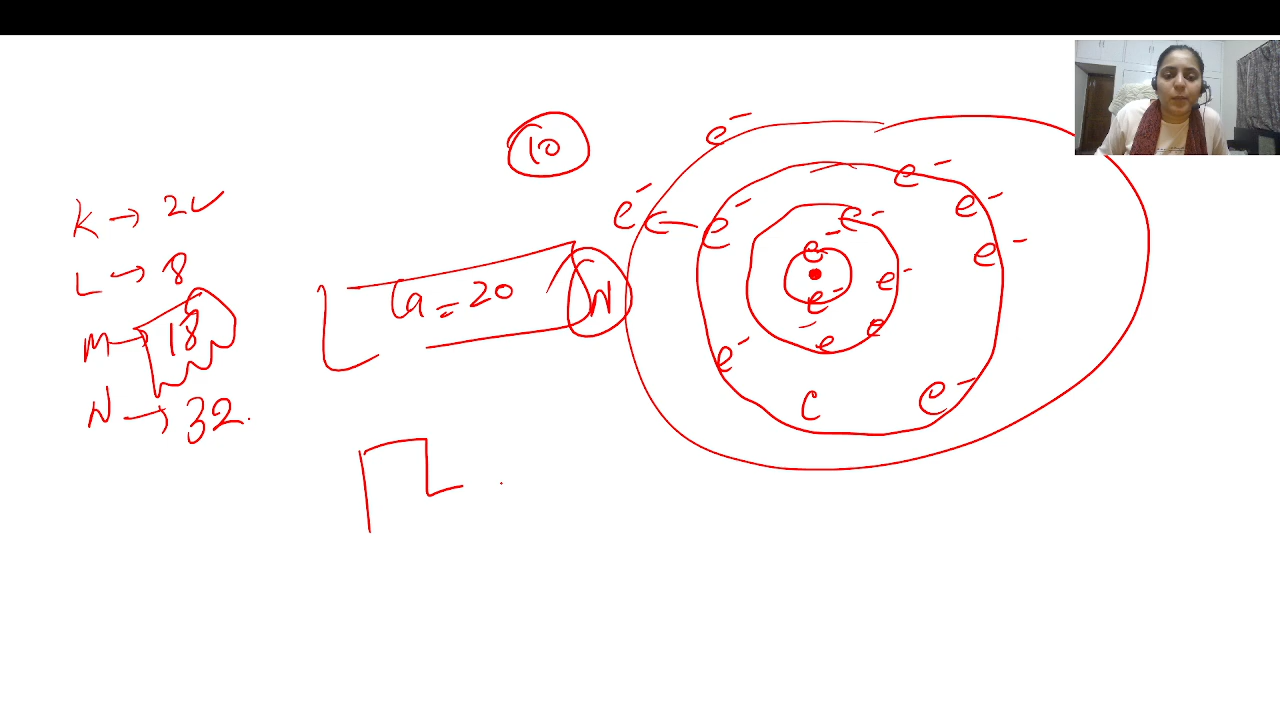 10
K → 2
L → 8
M → 18
N → 32
Ca = 20
N
e⁻
e⁻
e⁻
e⁻
e⁻
e⁻
e⁻
e⁻
e⁻
e⁻
e⁻
e
e⁻
e⁻
C
e⁻